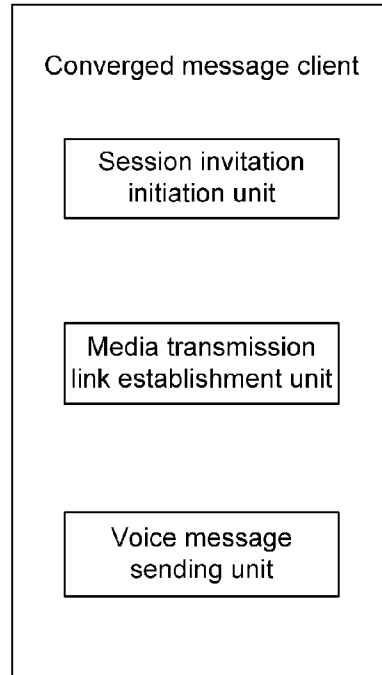 Converged message client
Session invitation
initiation unit
Media transmission
link establishment unit
Voice message
sending unit